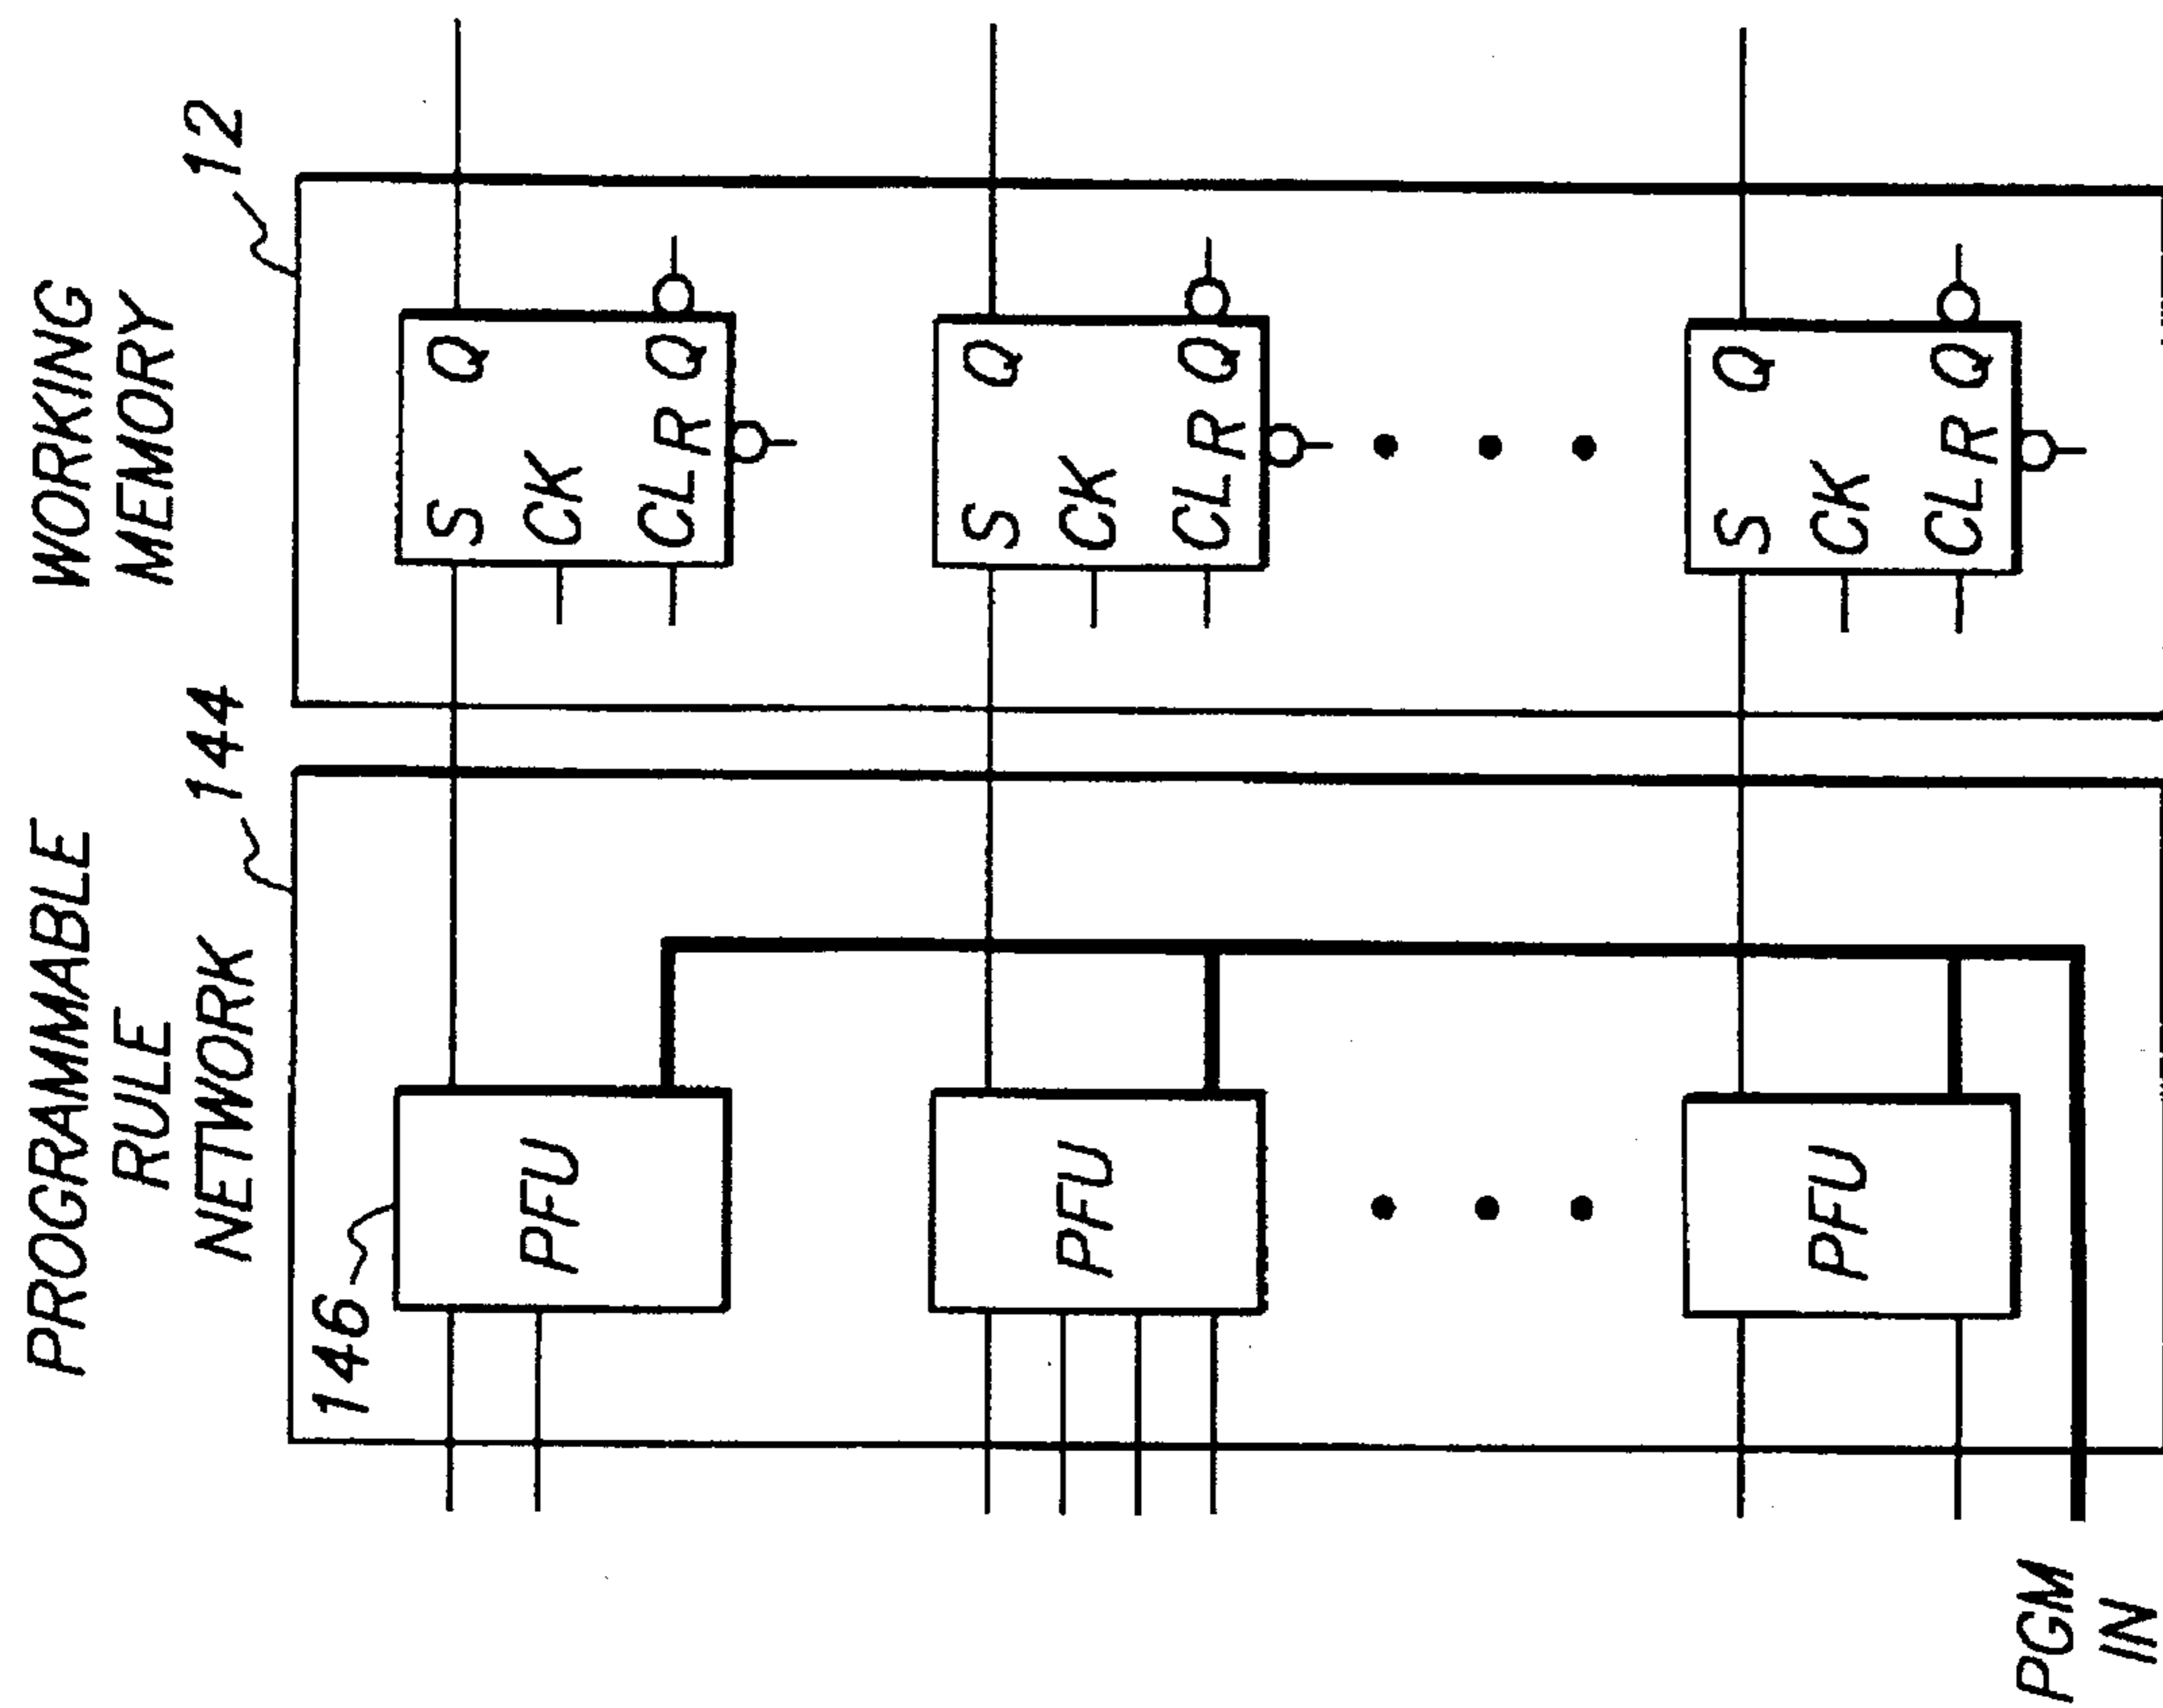 PROGRAMMABLE
RULE
NETWORK
144
WORKING
MEMORY
12
146
PFU
S Q
CK
CLR Q
PFU
S Q
CK
CLR Q
PFU
S Q
CK
CLR Q
PGM
IN